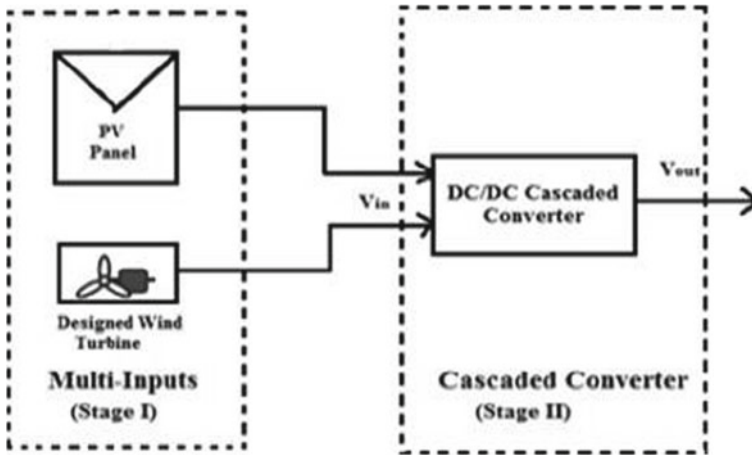 PV
Panel
Designed Wind
Turbine
Multi-Inputs
(Stage I)
Vin
DC/DC Cascaded
Converter
Vout
Cascaded Converter
(Stage II)